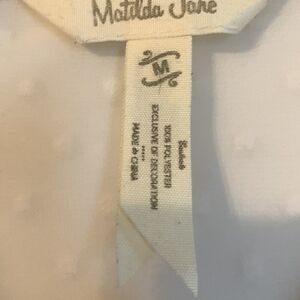 Matilda Jane
M
100% POLYESTER
EXCLUSIVE OF DECORATION
MADE IN CHINA